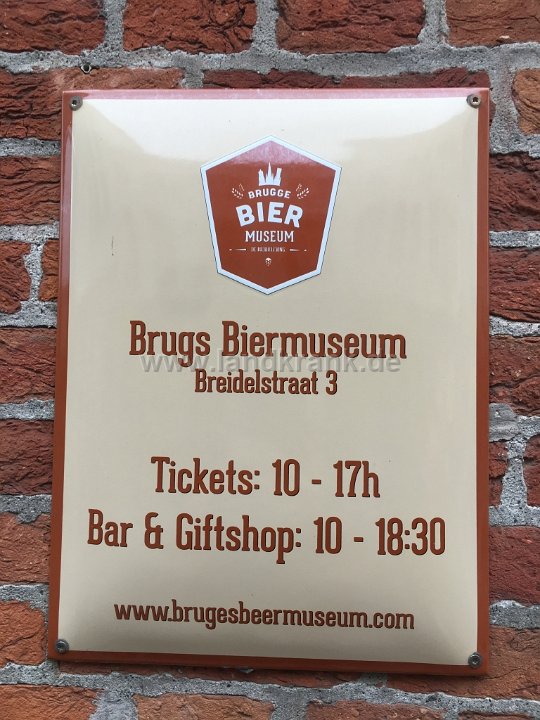 BRUGGE
BIER
MUSEUM
Brugs Biermuseum
www.landkrank.de
Breidelstraat 3
Tickets: 10 - 17h
Bar & Giftshop: 10 - 18:30
www.brugesbeermuseum.com